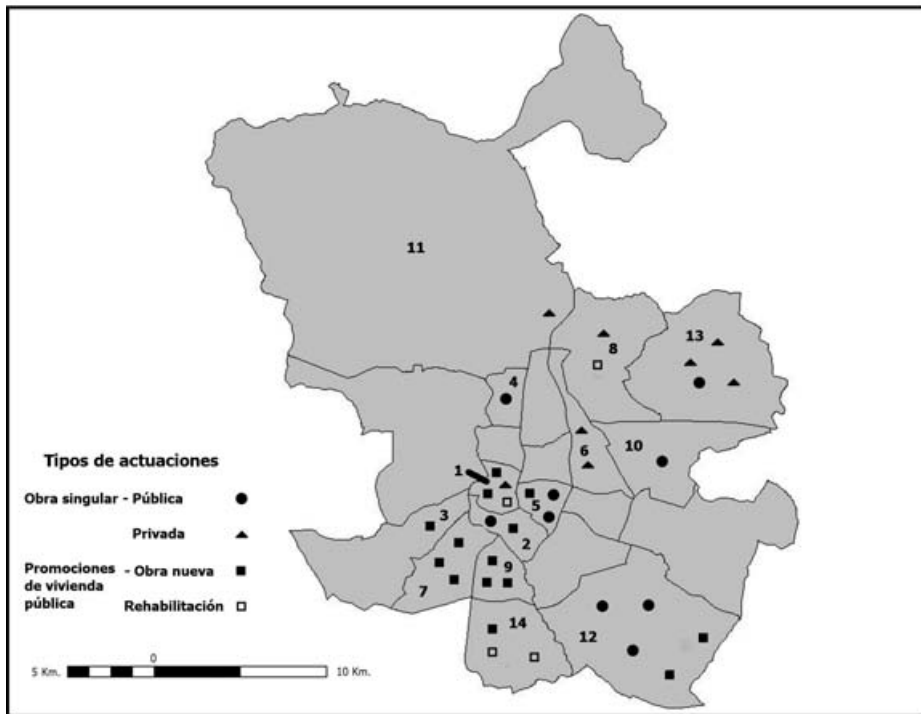 11
13
8
4
10
6
1
5
3
2
9
7
14
12
Tipos de actuaciones
Obra singular - Pública
Privada
Promociones - Obra nueva
de vivienda
pública
Rehabilitación
0
5 Km. 10 Km.